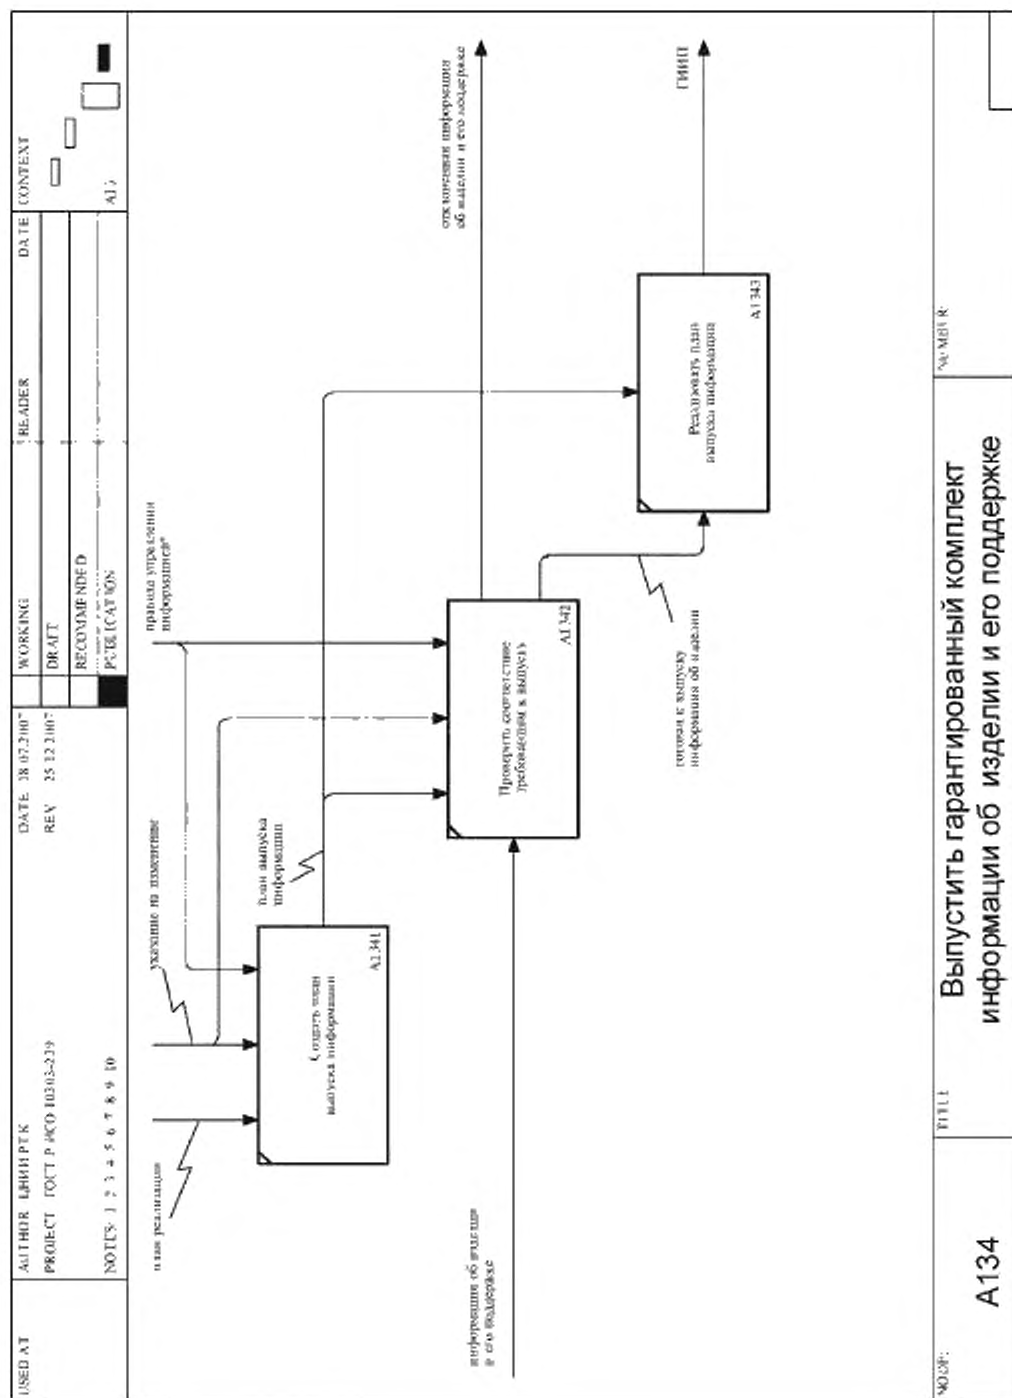 USED AT
AUTHOR ЦНИИ РТК
PROJECT ГОСТ Р ИСО 10303-239
NOTES: 1 2 3 4 5 6 7 8 9 10
DATE 18.07.2007
REV 25.12.2007
WORKING
DRAFT
RECOMMENDED
PUBLICATION
READER
DATE
CONTEXT
план реализации
указание на изменение
правила управления
информацией*
план выпуска
информации
Создать план
выпуска информации
A1341
Проверить соответствие
требованиям к выпуску
A1342
Реализовать план
выпуска информации
A1343
информация об изделии
и его поддержке
готовая к выпуску
информация об изделии
отклоненная информация
об изделии и его поддержке
ГИИП
NODE:
A134
TITLE
Выпустить гарантированный комплект
информации об изделии и его поддержке
NUMBER: